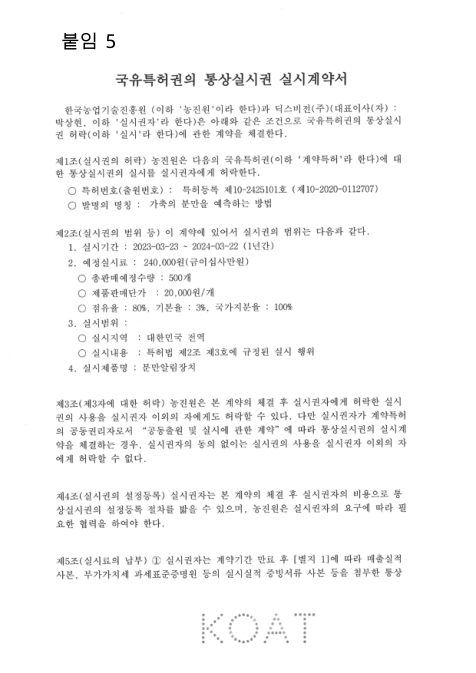 붙임 5
국유특허권의 통상실시권 실시계약서
한국농업기술진흥원 (이하 '농진원'이라 한다)과 딕스비전(주)(대표이사(자) :
박상현, 이하 '실시권자'라 한다)은 아래와 같은 조건으로 국유특허권의 통상실시
권 허락(이하 '실시'라 한다)에 관한 계약을 체결한다.
제1조(실시권의 허락) 농진원은 다음의 국유특허권(이하 '계약특허'라 한다)에 대
한 통상실시권의 실시를 실시권자에게 허락한다.
○ 특허번호(출원번호) : 특허등록 제10-2425101호 (제10-2020-0112707)
○ 발명의 명칭 : 가축의 분만을 예측하는 방법
제2조(실시권의 범위 등) 이 계약에 있어서 실시권의 범위는 다음과 같다.
1. 실시기간 : 2023-03-23 ~ 2024-03-22 (1년간)
2. 예정실시료 : 240,000원(금이십사만원)
○ 총판매예정수량 : 500개
○ 제품판매단가 : 20,000원/개
○ 점유율 : 80%, 기본율 : 3%, 국가지분율 : 100%
3. 실시범위 :
○ 실시지역 : 대한민국 전역
○ 실시내용 : 특허법 제2조 제3호에 규정된 실시 행위
4. 실시제품명 : 분만알림장치
제3조(제3자에 대한 허락) 농진원은 본 계약의 체결 후 실시권자에게 허락한 실시
권의 사용을 실시권자 이외의 자에게도 허락할 수 있다. 다만 실시권자가 계약특허
의 공동권리자로서 “공동출원 및 실시에 관한 계약”에 따라 통상실시권의 실시계
약을 체결하는 경우, 실시권자의 동의 없이는 실시권의 사용을 실시권자 이외의 자
에게 허락할 수 없다.
제4조(실시권의 설정등록) 실시권자는 본 계약의 체결 후 실시권자의 비용으로 통
상실시권의 설정등록 절차를 밟을 수 있으며, 농진원은 실시권자의 요구에 따라 필
요한 협력을 하여야 한다.
제5조(실시료의 납부) ① 실시권자는 계약기간 만료 후 [별지 1]에 따라 매출실적
사본, 부가가치세 과세표준증명원 등의 실시실적 증빙서류 사본 등을 첨부한 통상
KOAT